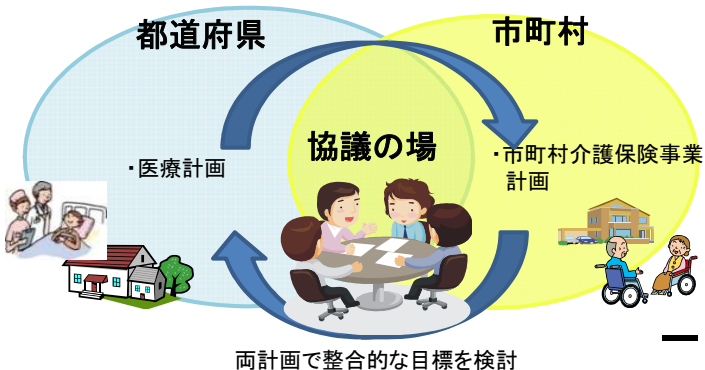 都道府県
市町村
協議の場
・医療計画
・市町村介護保険事業
計画
両計画で整合的な目標を検討